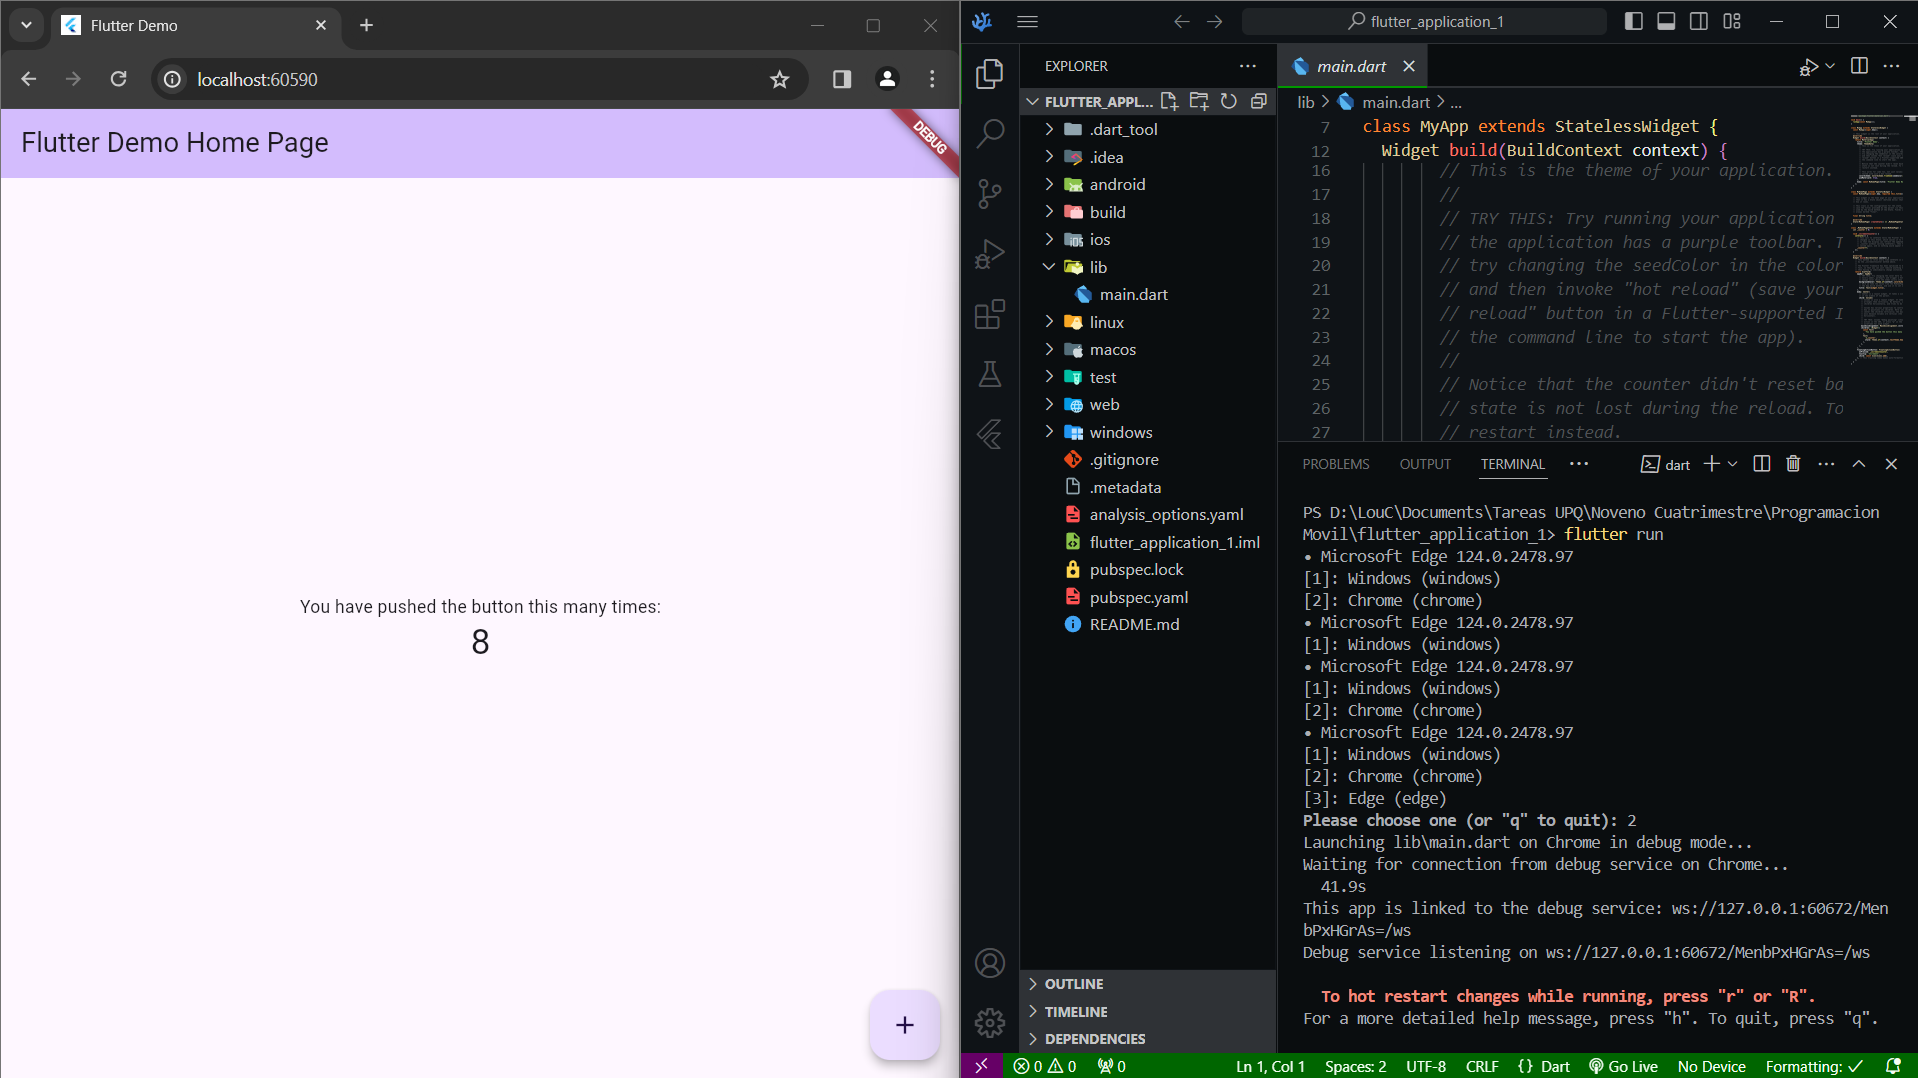 Flutter Demo
localhost:60590
Flutter Demo Home Page
DEBUG
You have pushed the button this many times:
8
+
flutter_application_1
EXPLORER
FLUTTER_APPL...
.dart_tool
.idea
android
build
ios
lib
main.dart
linux
macos
test
web
windows
.gitignore
.metadata
analysis_options.yaml
flutter_application_1.iml
pubspec.lock
pubspec.yaml
README.md
OUTLINE
TIMELINE
DEPENDENCIES
main.dart
lib > main.dart > ...
7 class MyApp extends StatelessWidget {
12 Widget build(BuildContext context) {
16 // This is the theme of your application.
17 //
18 // TRY THIS: Try running your application
19 // the application has a purple toolbar. T
20 // try changing the seedColor in the color
21 // and then invoke "hot reload" (save your
22 // reload" button in a Flutter-supported I
23 // the command line to start the app).
24 //
25 // Notice that the counter didn't reset ba
26 // state is not lost during the reload. To
27 // restart instead.
PROBLEMS OUTPUT TERMINAL ... dart
PS D:\LouC\Documents\Tareas UPQ\Noveno Cuatrimestre\Programacion
Movil\flutter_application_1> flutter run
• Microsoft Edge 124.0.2478.97
[1]: Windows (windows)
[2]: Chrome (chrome)
• Microsoft Edge 124.0.2478.97
[1]: Windows (windows)
• Microsoft Edge 124.0.2478.97
[1]: Windows (windows)
[2]: Chrome (chrome)
• Microsoft Edge 124.0.2478.97
[1]: Windows (windows)
[2]: Chrome (chrome)
[3]: Edge (edge)
Please choose one (or "q" to quit): 2
Launching lib\main.dart on Chrome in debug mode...
Waiting for connection from debug service on Chrome...
41.9s
This app is linked to the debug service: ws://127.0.0.1:60672/Men
bPxHGrAs=/ws
Debug service listening on ws://127.0.0.1:60672/MenbPxHGrAs=/ws
To hot restart changes while running, press "r" or "R".
For a more detailed help message, press "h". To quit, press "q".
0 0 0 Ln 1, Col 1 Spaces: 2 UTF-8 CRLF {} Dart Go Live No Device Formatting: ✓